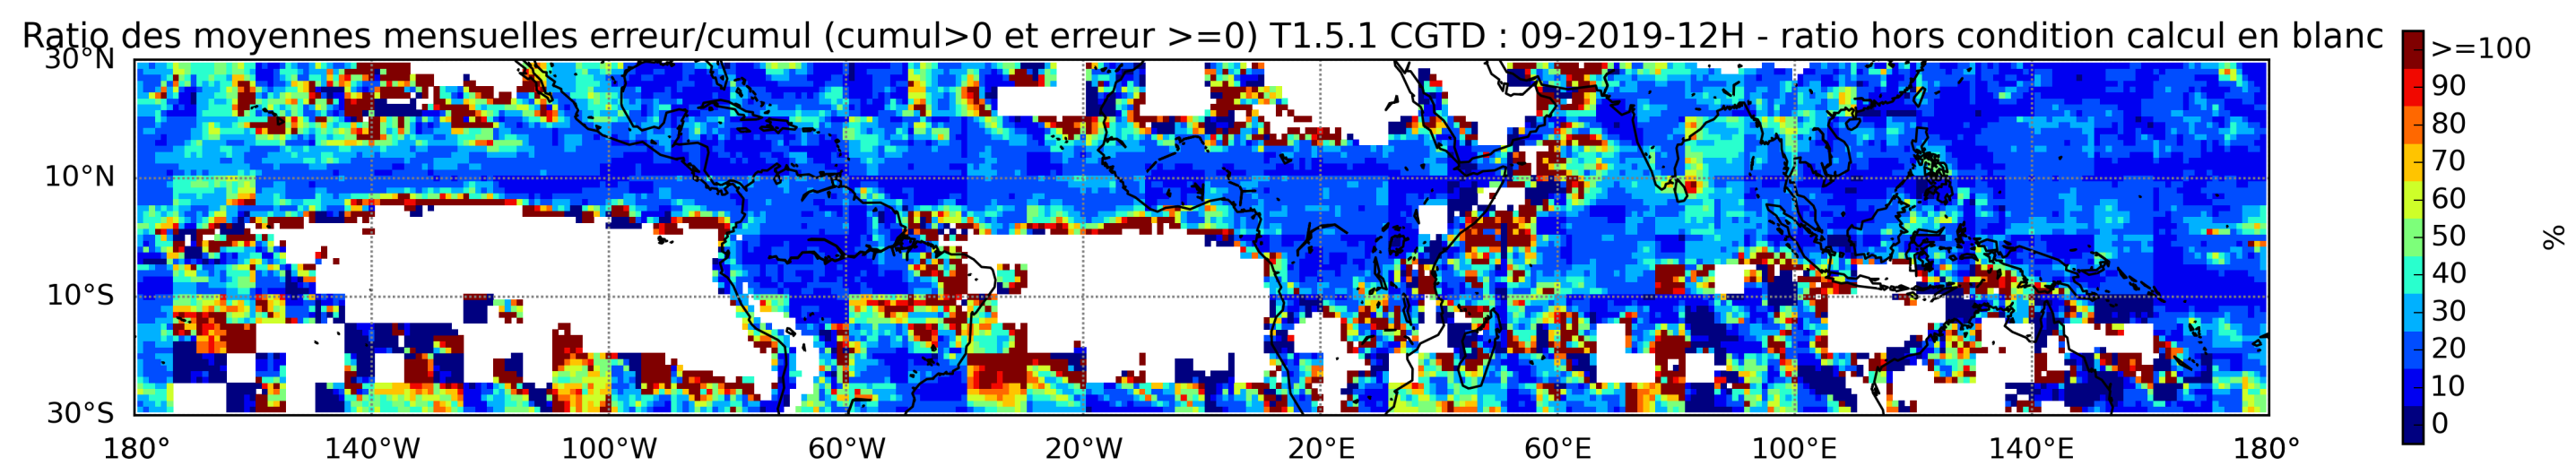 Ratio des moyennes mensuelles erreur/cumul (cumul>0 et erreur >=0) T1.5.1 CGTD : 09-2019-12H - ratio hors condition calcul en blanc
30°N
10°N
10°S
30°S
180°
140°W
100°W
60°W
20°W
20°E
60°E
100°E
140°E
180°
>=100
90
80
70
60
50
40
30
20
10
0
%